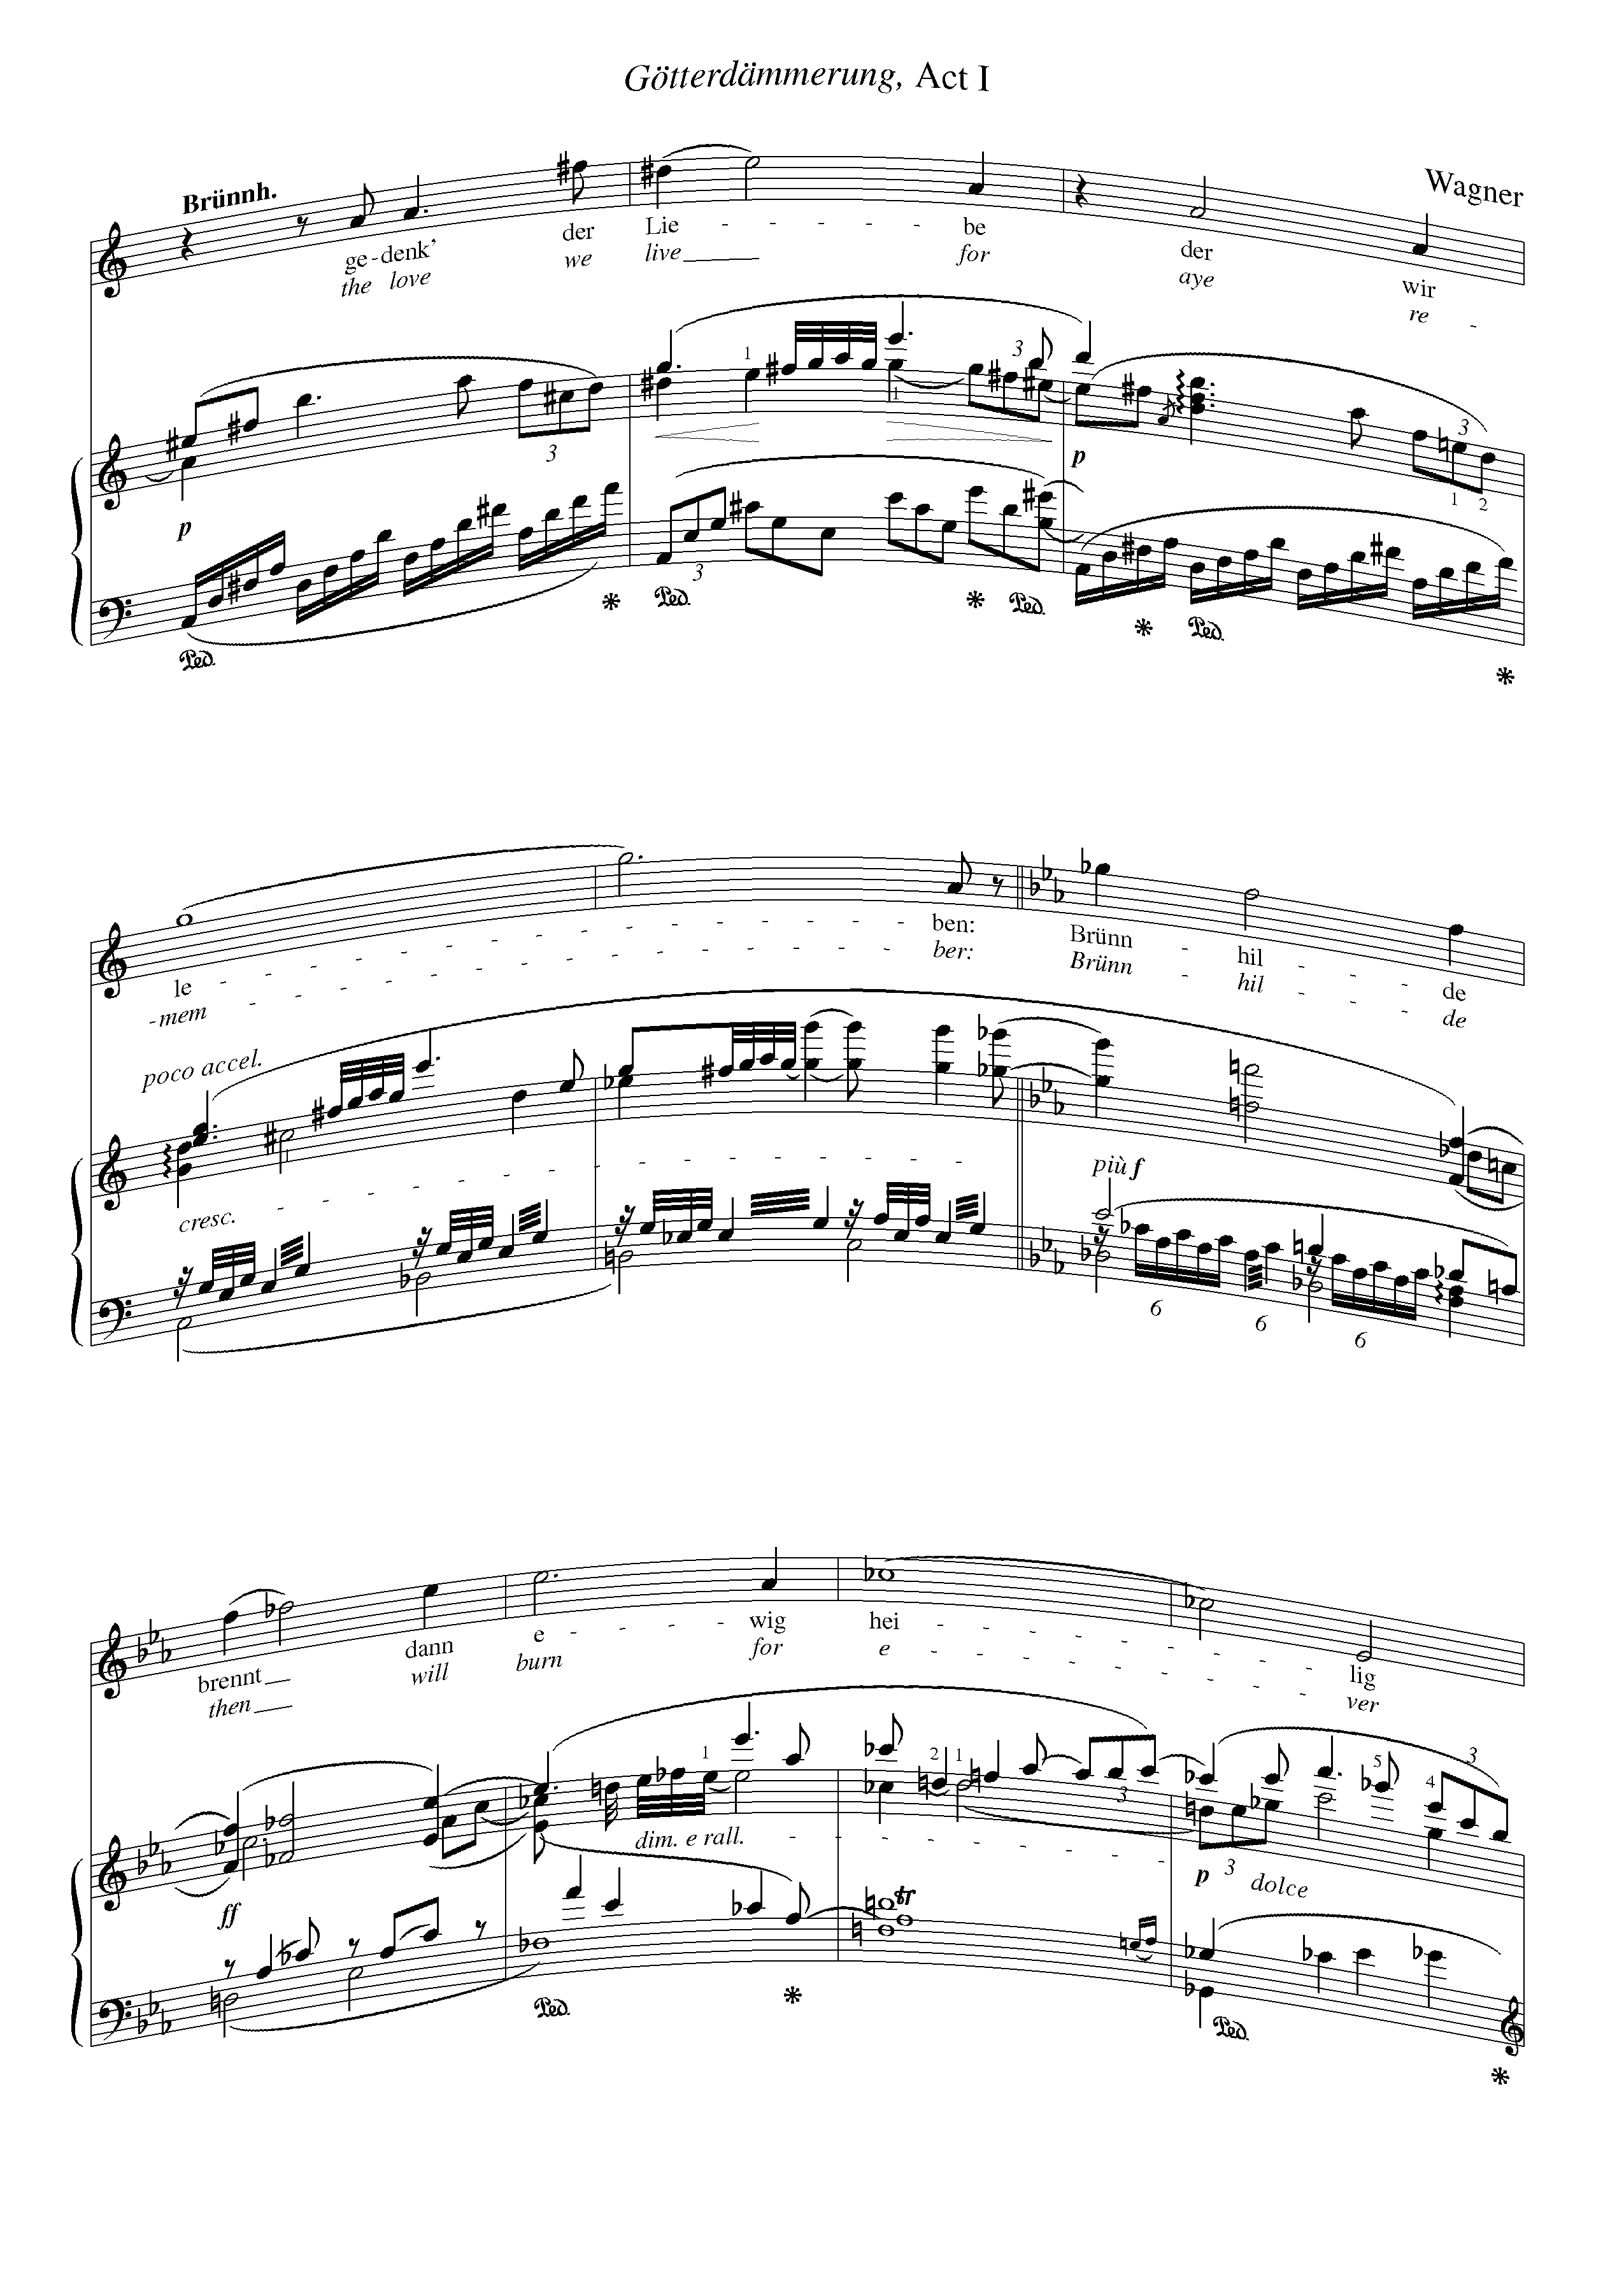 Götterdämmerung, Act I
Wagner
Brünnh.
ge - denk' der Lie - - - - be der wir
the love we live for aye re -
1 3
1
p p
3 1 2
Ped. 3 * Ped. * Ped. * Ped. *
le - - - - - - - - - - - - - ben: Brünn - hil - - - de
-mem - - - - - - - - - - - - ber: Brünn - hil - - - de
poco accel.
1
cresc. - - - - - - - - più f
6 6 6
brennt dann e - - - - wig hei - - - - - - - lig
then will burn for e - - - - - - - ver
1 2 1 5 4 3
dim. e rall. - - - - - 3
ff p 3 dolce
tr
Ped. * Ped. *